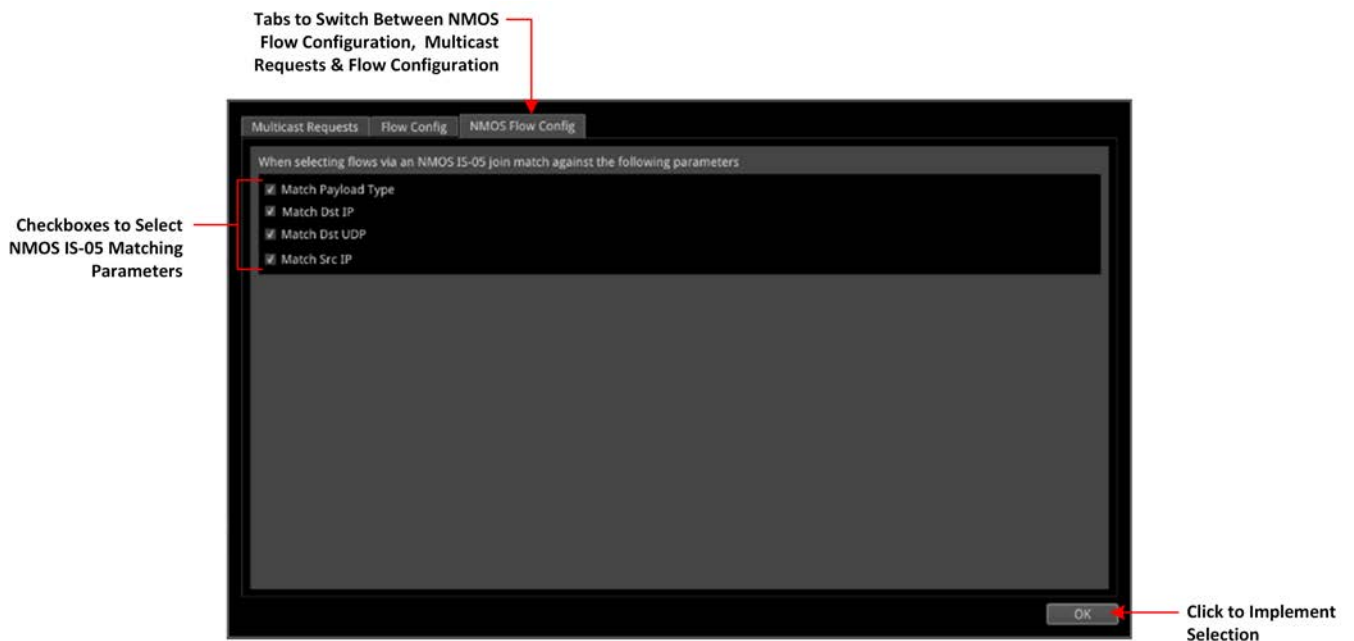 Tabs to Switch Between NMOS
Flow Configuration, Multicast
Requests & Flow Configuration
Multicast Requests
Flow Config
NMOS Flow Config
When selecting flows via an NMOS IS-05 join match against the following parameters
Match Payload Type
Match Dst IP
Match Dst UDP
Match Src IP
Checkboxes to Select
NMOS IS-05 Matching
Parameters
OK
Click to Implement
Selection